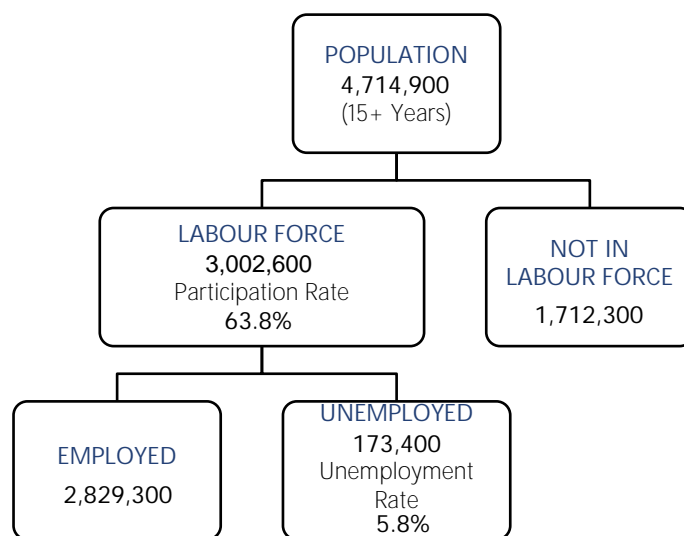 POPULATION
4,714,900
(15+ Years)
LABOUR FORCE
3,002,600
Participation Rate
63.8%
NOT IN
LABOUR FORCE
1,712,300
EMPLOYED
2,829,300
UNEMPLOYED
173,400
Unemployment
Rate
5.8%